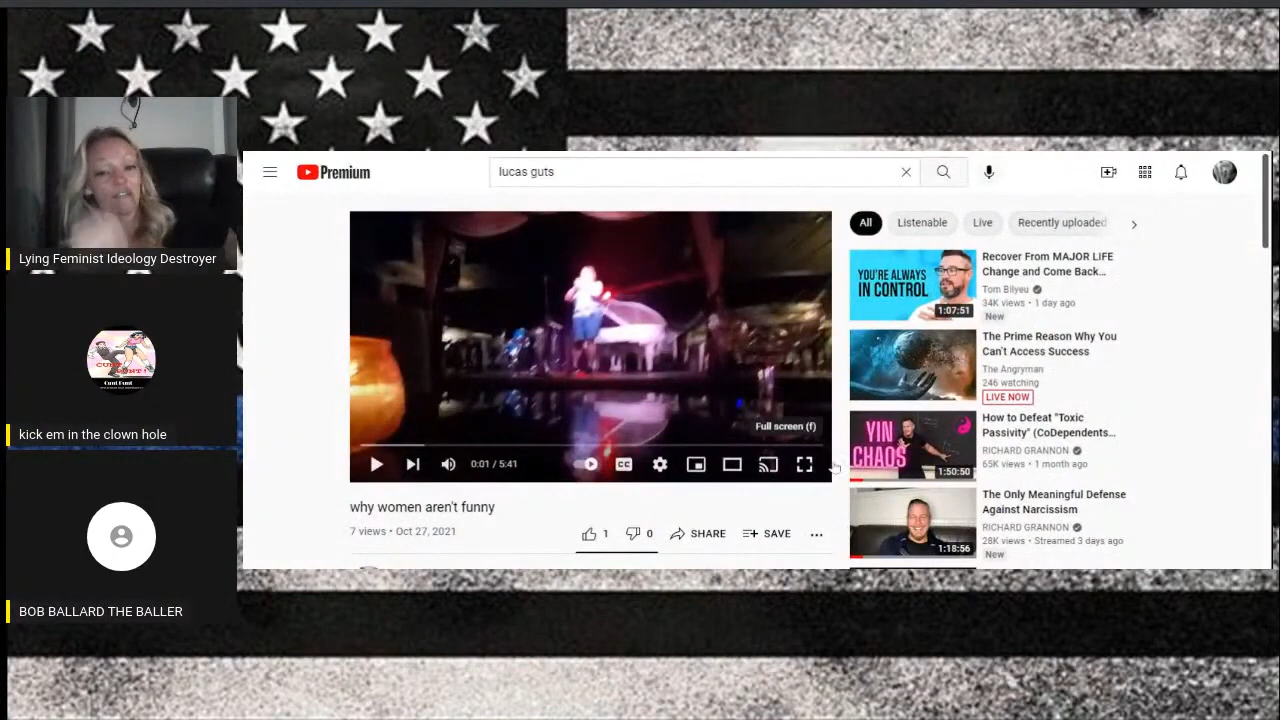 Premium
lucas guts
All
Listenable
Live
Recently uploaded
YOU'RE ALWAYS
IN CONTROL
1:07:51
Recover From MAJOR LIFE
Change and Come Back...
Tom Bilyeu
34K views • 1 day ago
New
The Prime Reason Why You
Can't Access Success
The Angryman
246 watching
LIVE NOW
YIN
CHAOS
1:50:50
How to Defeat "Toxic
Passivity" (CoDependents...
RICHARD GRANNON
65K views • 1 month ago
1:18:56
The Only Meaningful Defense
Against Narcissism
RICHARD GRANNON
28K views • Streamed 3 days ago
New
Full screen (f)
0:01 / 5:41
CC
why women aren't funny
7 views • Oct 27, 2021
1
0
SHARE
SAVE
Lying Feminist Ideology Destroyer
kick em in the clown hole
BOB BALLARD THE BALLER